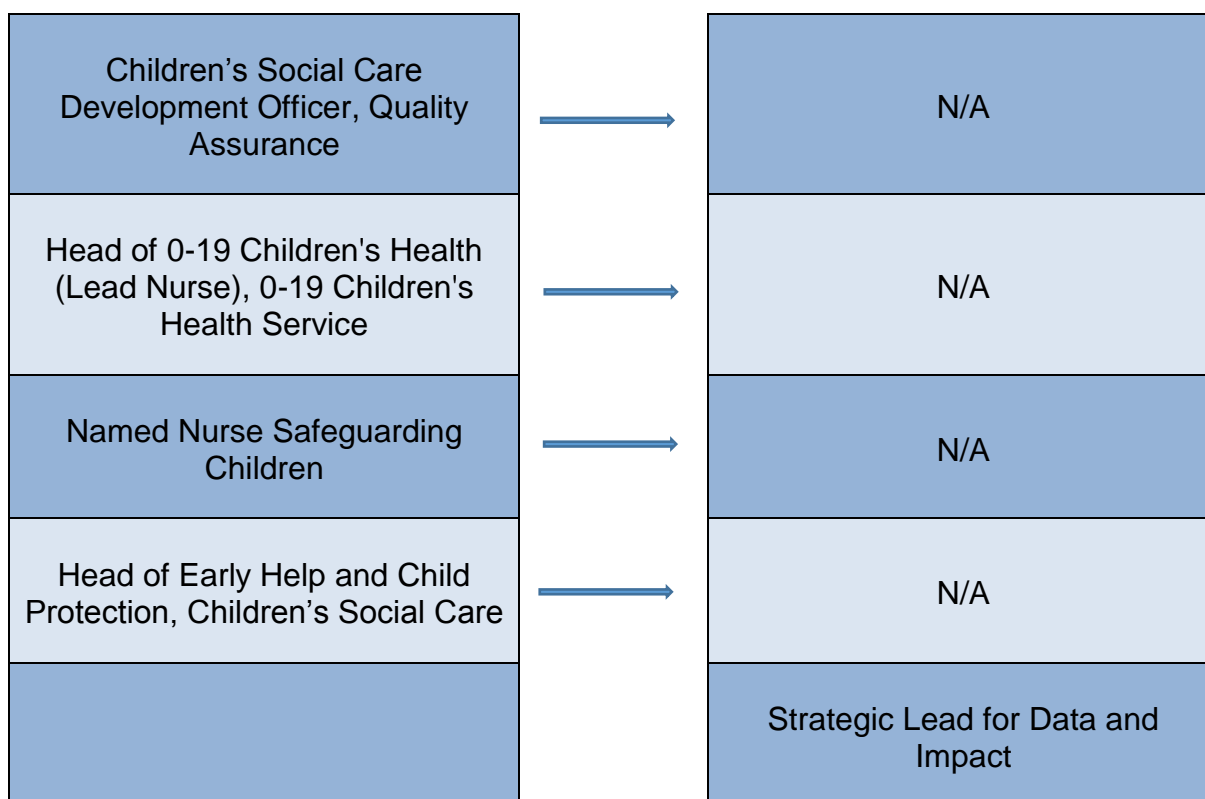 Children’s Social Care
Development Officer, Quality
Assurance
N/A
Head of 0-19 Children's Health
(Lead Nurse), 0-19 Children's
Health Service
N/A
Named Nurse Safeguarding
Children
N/A
Head of Early Help and Child
Protection, Children’s Social Care
N/A
Strategic Lead for Data and
Impact